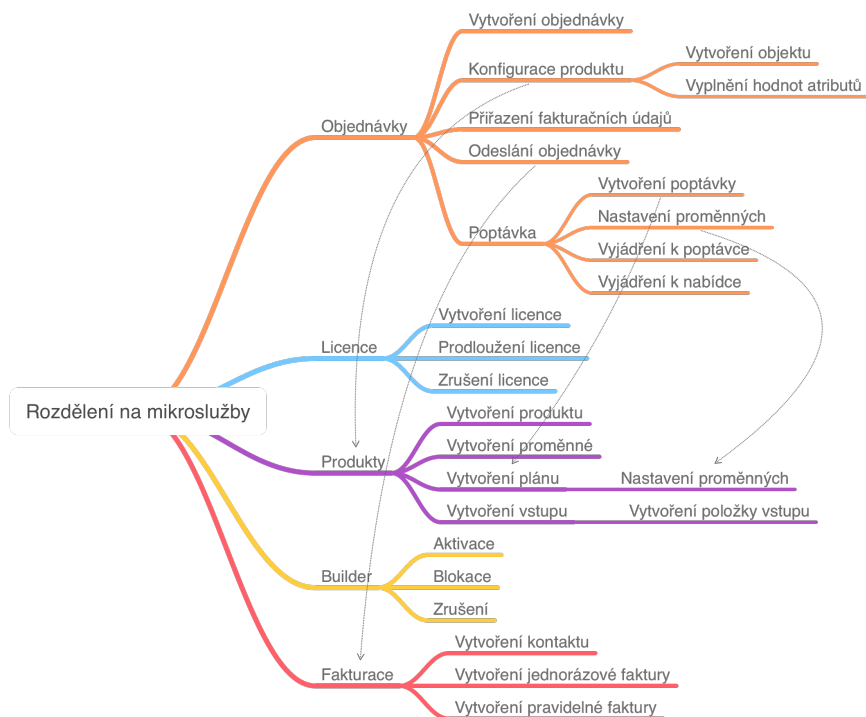 Rozdělení na mikroslužby
Objednávky
Vytvoření objednávky
Konfigurace produktu
Vytvoření objektu
Vyplnění hodnot atributů
Přiřazení fakturačních údajů
Odeslání objednávky
Poptávka
Vytvoření poptávky
Nastavení proměnných
Vyjádření k poptávce
Vyjádření k nabídce
Licence
Vytvoření licence
Prodloužení licence
Zrušení licence
Produkty
Vytvoření produktu
Vytvoření proměnné
Vytvoření plánu
Nastavení proměnných
Vytvoření vstupu
Vytvoření položky vstupu
Builder
Aktivace
Blokace
Zrušení
Fakturace
Vytvoření kontaktu
Vytvoření jednorázové faktury
Vytvoření pravidelné faktury